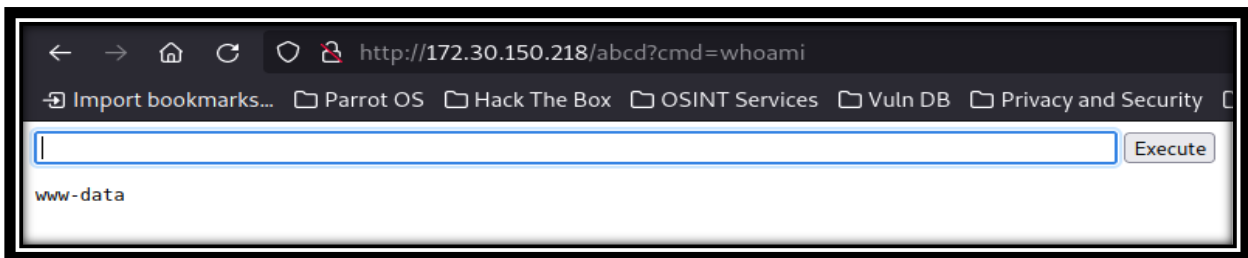 http://172.30.150.218/abcd?cmd=whoami
Import bookmarks... Parrot OS Hack The Box OSINT Services Vuln DB Privacy and Security
Execute
www-data